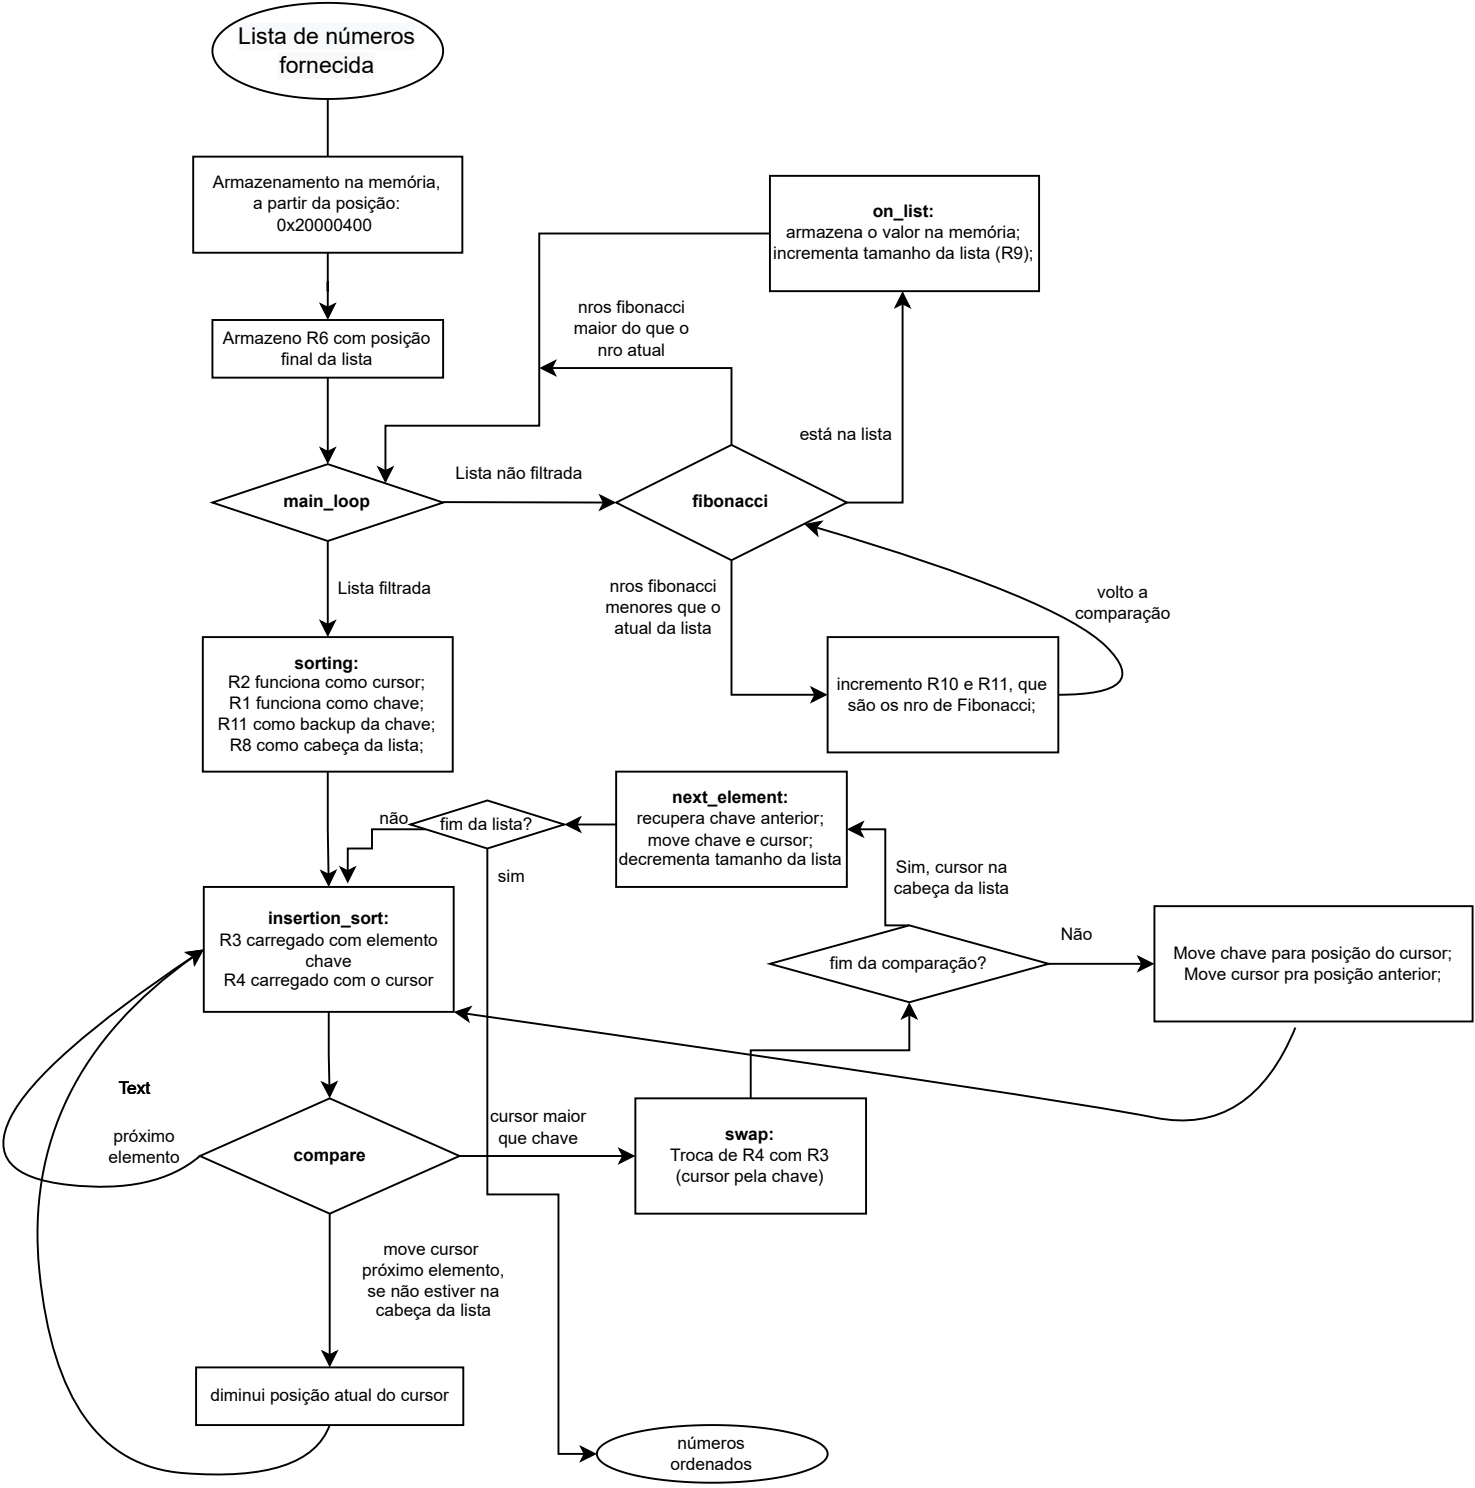 Lista de números
fornecida
Armazenamento na memória,
a partir da posição:
0x20000400
on_list:
armazena o valor na memória;
incrementa tamanho da lista (R9);
nros fibonacci
maior do que o
nro atual
Armazeno R6 com posição
final da lista
está na lista
Lista não filtrada
main_loop
fibonacci
Lista filtrada
nros fibonacci
menores que o
atual da lista
volto a
comparação
sorting:
R2 funciona como cursor;
R1 funciona como chave;
R11 como backup da chave;
R8 como cabeça da lista;
incremento R10 e R11, que
são os nro de Fibonacci;
next_element:
recupera chave anterior;
move chave e cursor;
decrementa tamanho da lista
não
fim da lista?
sim
Sim, cursor na
cabeça da lista
insertion_sort:
R3 carregado com elemento
chave
R4 carregado com o cursor
fim da comparação?
Não
Move chave para posição do cursor;
Move cursor pra posição anterior;
Text
próximo
elemento
compare
cursor maior
que chave
swap:
Troca de R4 com R3
(cursor pela chave)
move cursor
próximo elemento,
se não estiver na
cabeça da lista
diminui posição atual do cursor
números
ordenados